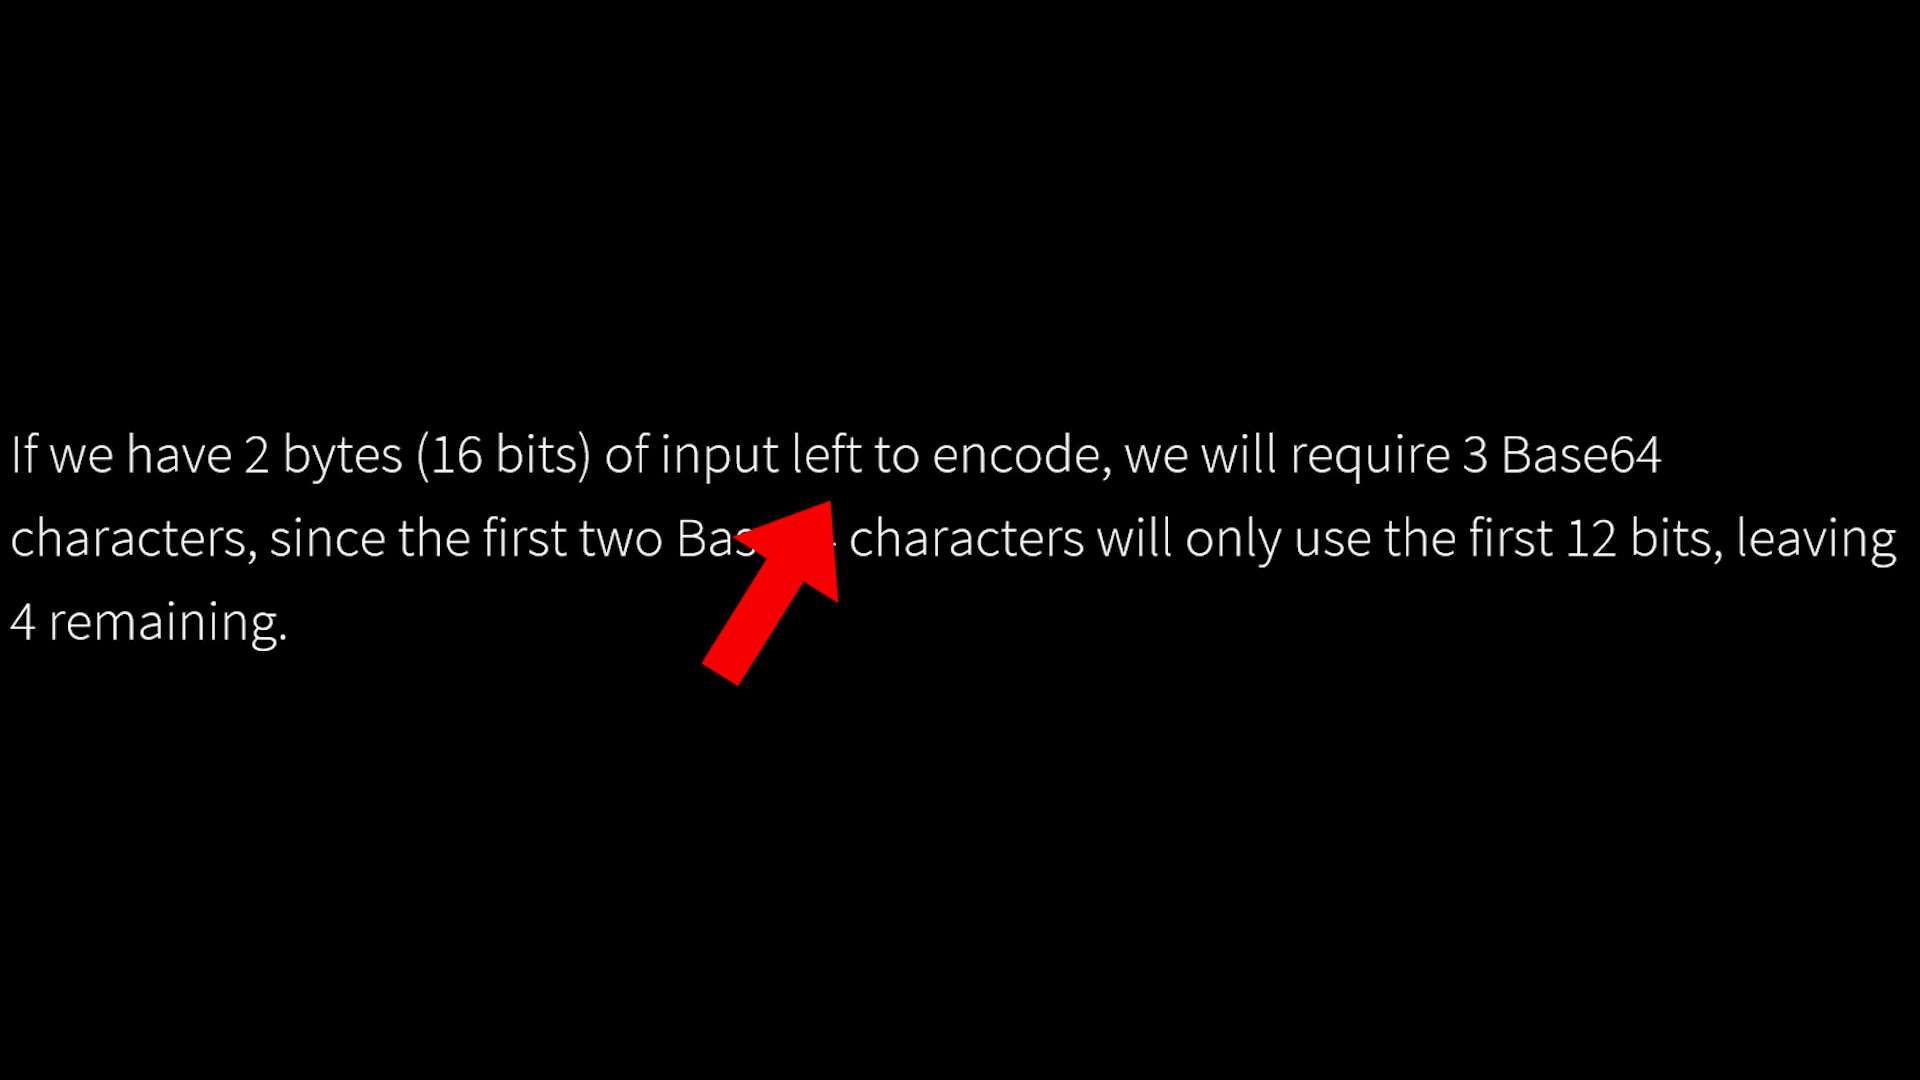 If we have 2 bytes (16 bits) of input left to encode, we will require 3 Base64
characters, since the first two characters will only use the first 12 bits, leaving
4 remaining.